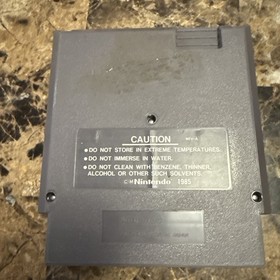 CAUTION
• DO NOT STORE IN EXTREME TEMPERATURES.
• DO NOT IMMERSE IN WATER.
• DO NOT CLEAN WITH BENZENE, THINNER,
ALCOHOL OR OTHER SUCH SOLVENTS.
©™Nintendo 1985